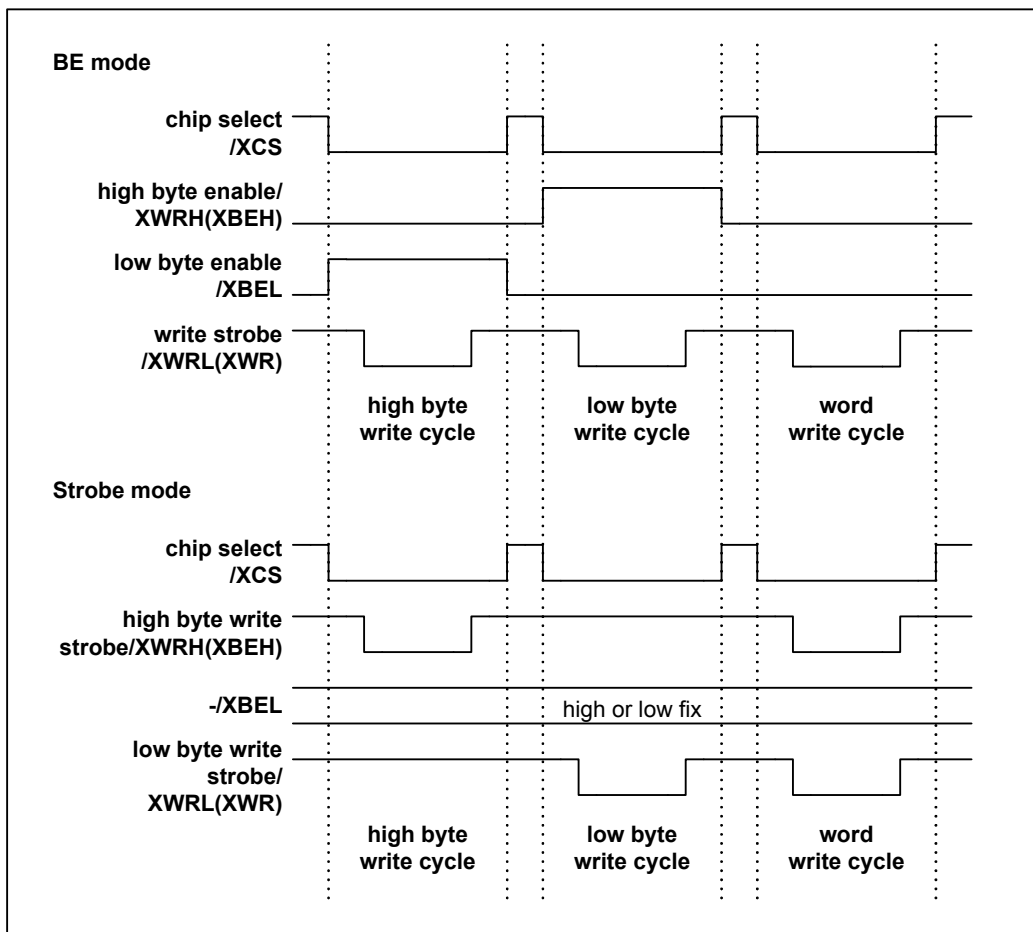 BE mode
chip select
/XCS
high byte enable/
XWRH(XBEH)
low byte enable
/XBEL
write strobe
/XWRL(XWR)
high byte
write cycle
low byte
write cycle
word
write cycle
Strobe mode
chip select
/XCS
high byte write
strobe/XWRH(XBEH)
-/XBEL
high or low fix
low byte write
strobe/
XWRL(XWR)
high byte
write cycle
low byte
write cycle
word
write cycle